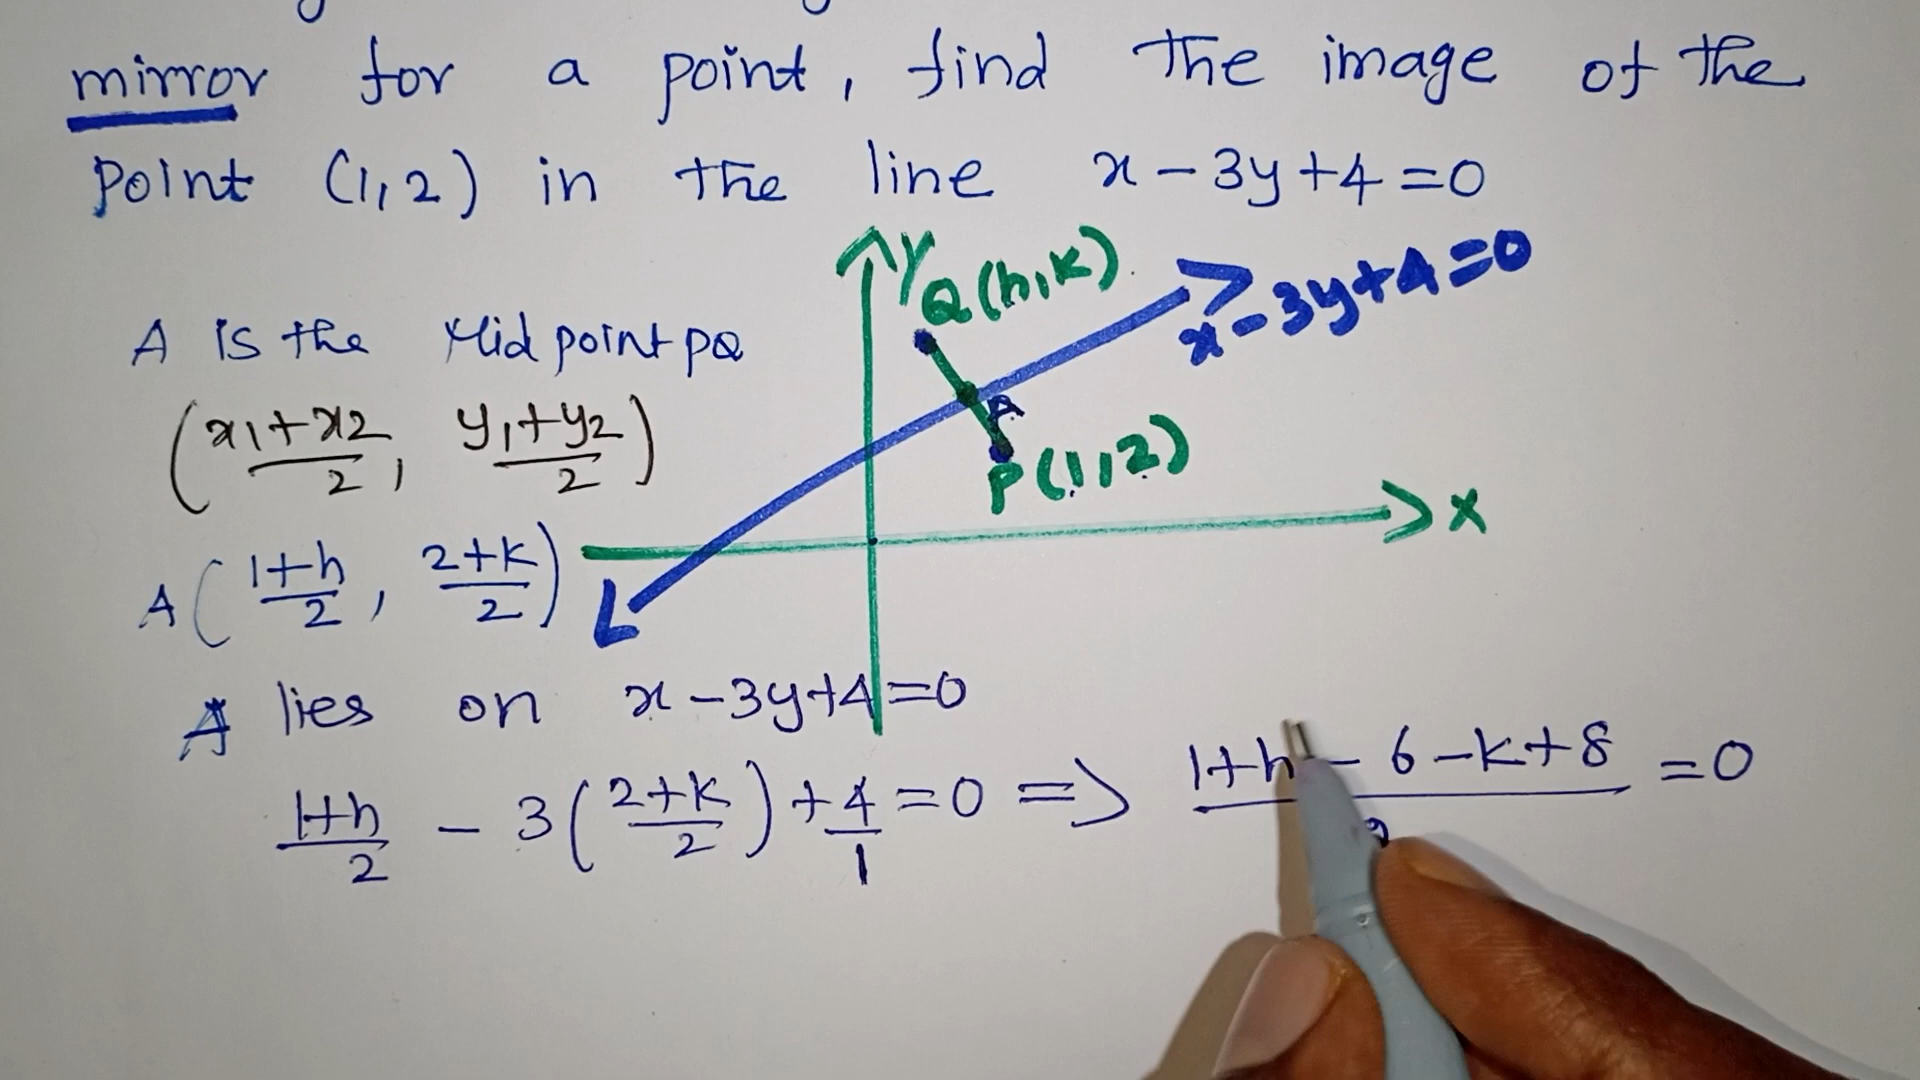 mirror for a point, find the image of the
point (1,2) in the line x-3y+4=0
Y
Q(h,k)
x-3y+4=0
A is the Mid point PQ
A
(x1+x2/2, y1+y2/2)
P(1,2)
X
A(1+h/2, 2+k/2)
A lies on x-3y+4=0
1+h/2 - 3(2+k/2)+4/1=0 => 1+h-6-k+8/2 =0